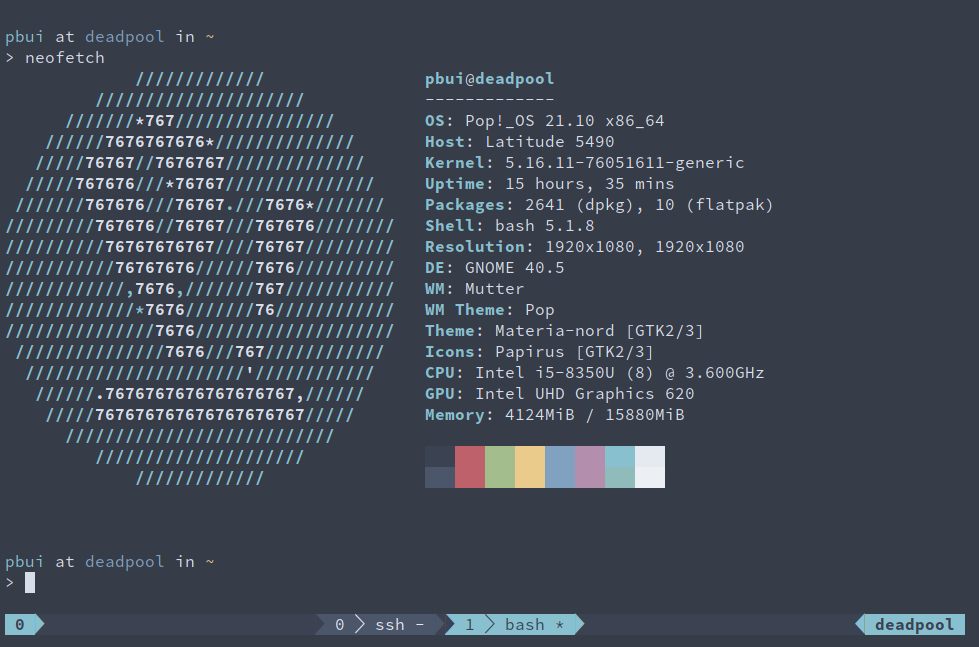 pbui at deadpool in ~
> neofetch
             /////////////
         /////////////////////
      ///////*767////////////////
    //////7676767676*//////////////
   /////76767//7676767//////////////
  /////767676///*76767///////////////
 ///////767676///76767.///7676*///////
/////////767676//76767///767676////////
//////////76767676767////76767/////////
///////////76767676//////7676//////////
////////////,7676,///////767///////////
/////////////*7676///////76////////////
///////////////7676////////////////////
 ///////////////7676///767////////////
  //////////////////////'////////////
   //////.7676767676767676767,//////
    /////767676767676767676767/////
      ///////////////////////////
         /////////////////////
             /////////////
pbui@deadpool
-------------
OS: Pop!_OS 21.10 x86_64
Host: Latitude 5490
Kernel: 5.16.11-76051611-generic
Uptime: 15 hours, 35 mins
Packages: 2641 (dpkg), 10 (flatpak)
Shell: bash 5.1.8
Resolution: 1920x1080, 1920x1080
DE: GNOME 40.5
WM: Mutter
WM Theme: Pop
Theme: Materia-nord [GTK2/3]
Icons: Papirus [GTK2/3]
CPU: Intel i5-8350U (8) @ 3.600GHz
GPU: Intel UHD Graphics 620
Memory: 4124MiB / 15880MiB
pbui at deadpool in ~
>
0 0 ssh - 1 bash * deadpool